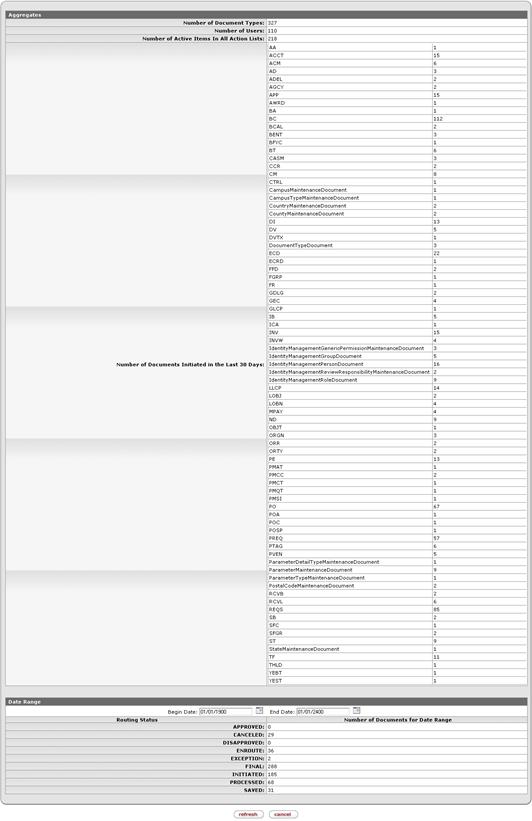 Aggregates
Number of Document Types: 327
Number of Users: 110
Number of Active Items In All Action Lists: 218
Number of Documents Initiated in the Last 30 Days:
AA 1
ACCT 15
ACM 6
AD 3
ADEL 2
AGCY 2
APP 15
AWRD 1
BA 1
BC 112
BCAL 2
BENT 3
BFYC 1
BT 6
CASM 3
CCR 2
CM 8
CTRL 1
CampusMaintenanceDocument 1
CampusTypeMaintenanceDocument 1
CountryMaintenanceDocument 2
CountyMaintenanceDocument 2
DI 13
DV 5
DVTX 1
DocumentTypeDocument 3
ECD 22
ECRD 1
FFD 2
FGRP 1
FR 1
GDLG 2
GEC 4
GLCP 1
IB 5
ICA 1
INV 15
INVW 4
IdentityManagementGenericPermissionMaintenanceDocument 3
IdentityManagementGroupDocument 5
IdentityManagementPersonDocument 16
IdentityManagementReviewResponsibilityMaintenanceDocument 2
IdentityManagementRoleDocument 9
LLCP 14
LOBJ 2
LOBN 4
MPAY 4
ND 9
OBJT 1
ORGN 3
ORR 2
ORTY 2
PE 13
PMAT 1
PMCC 2
PMCT 1
PMQT 1
PMSI 1
PO 67
POA 1
POC 1
POSP 1
PREQ 57
PTAG 6
PVEN 5
ParameterDetailTypeMaintenanceDocument 1
ParameterMaintenanceDocument 9
ParameterTypeMaintenanceDocument 1
PostalCodeMaintenanceDocument 2
RCVB 2
RCVL 6
REQS 85
SB 2
SFC 1
SFGR 2
ST 9
StateMaintenanceDocument 1
TF 11
THLD 1
YEBT 1
YEST 1
Date Range
Begin Date: 01/01/1900 End Date: 01/01/2400
Routing Status Number of Documents for Date Range
APPROVED: 0
CANCELED: 29
DISAPPROVED: 0
ENROUTE: 36
EXCEPTION: 2
FINAL: 288
INITIATED: 185
PROCESSED: 68
SAVED: 31
refresh cancel